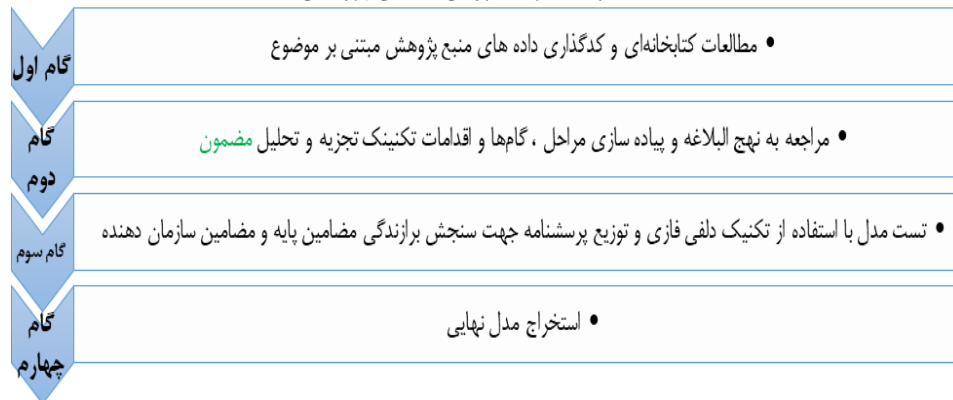 گام اول
• مطالعات کتابخانه‌ای و کدگذاری داده های منبع پژوهش مبتنی بر موضوع
گام
دوم
• مراجعه به نهج البلاغه و پیاده سازی مراحل ، گام‌ها و اقدامات تکنینک تجزیه و تحلیل مضمون
گام سوم
• تست مدل با استفاده از تکنیک دلفی فازی و توزیع پرسشنامه جهت سنجش برازندگی مضامین پایه و مضامین سازمان دهنده
گام
چهارم
• استخراج مدل نهایی